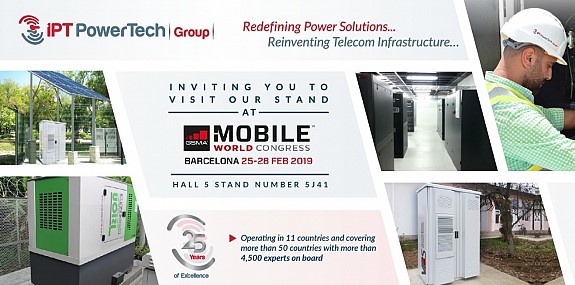 iPT PowerTech Group
Redefining Power Solutions...
Reinventing Telecom Infrastructure...
INVITING YOU TO
VISIT OUR STAND
AT
GSMA MOBILE
WORLD CONGRESS
BARCELONA 25-28 FEB 2019
HALL 5 STAND NUMBER 5J41
25
Years
of Excellence
Operating in 11 countries and covering
more than 50 countries with more than
4,500 experts on board